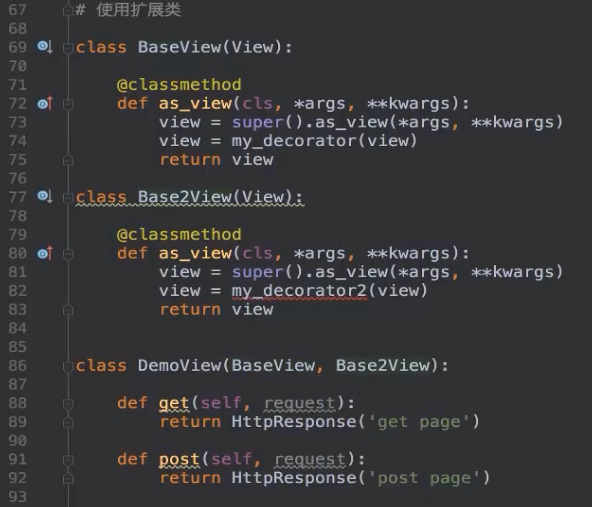 67 # 使用扩展类
68
69 class BaseView(View):
70
71     @classmethod
72     def as_view(cls, *args, **kwargs):
73         view = super().as_view(*args, **kwargs)
74         view = my_decorator(view)
75         return view
76
77 class Base2View(View):
78
79     @classmethod
80     def as_view(cls, *args, **kwargs):
81         view = super().as_view(*args, **kwargs)
82         view = my_decorator2(view)
83         return view
84
85
86 class DemoView(BaseView, Base2View):
87
88     def get(self, request):
89         return HttpResponse('get page')
90
91     def post(self, request):
92         return HttpResponse('post page')
93